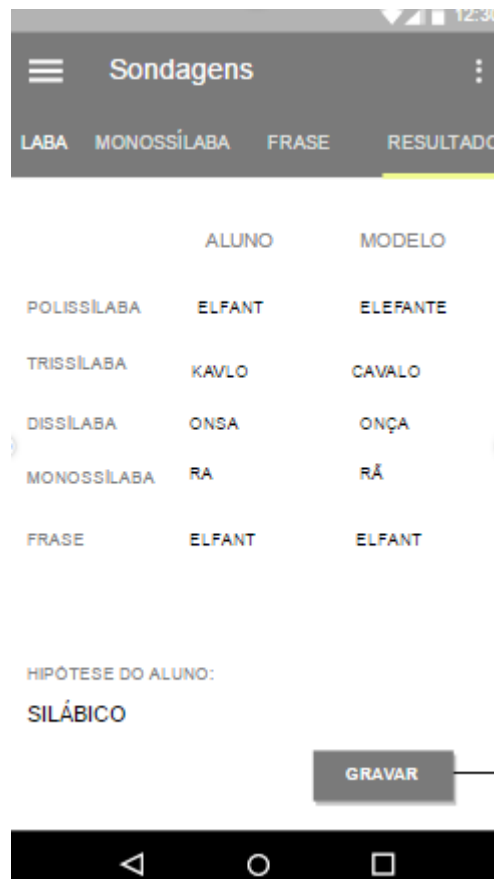 12:30
Sondagens
LABA MONOSSÍLABA FRASE RESULTADO
ALUNO MODELO
POLISSÍLABA ELFANT ELEFANTE
TRISSÍLABA KAVLO CAVALO
DISSÍLABA ONSA ONÇA
MONOSSÍLABA RA RÃ
FRASE ELFANT ELFANT
HIPÓTESE DO ALUNO:
SILÁBICO
GRAVAR